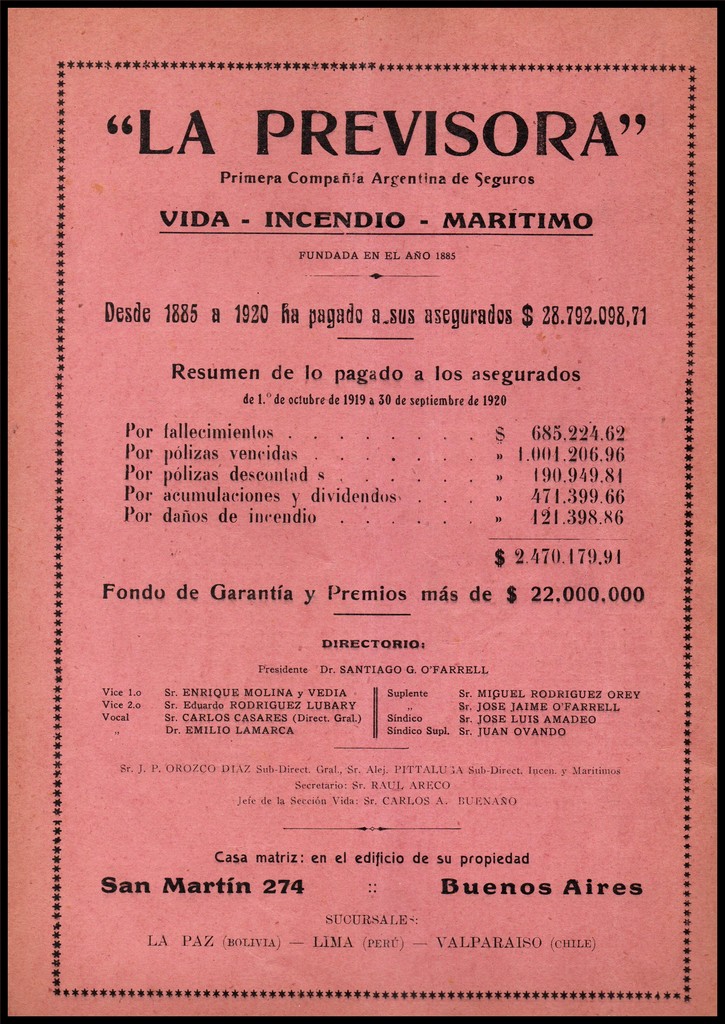 “LA PREVISORA”
Primera Compañía Argentina de Seguros
VIDA - INCENDIO - MARÍTIMO
FUNDADA EN EL AÑO 1885
Desde 1885 a 1920 ha pagado a sus asegurados $ 28.792.098,71
Resumen de lo pagado a los asegurados
de 1.º de octubre de 1919 a 30 de septiembre de 1920
Por fallecimientos . . . . . . . . $ 685.224.62
Por pólizas vencidas . . . . . . . » 1.001.206.96
Por pólizas descontad s . . . . . . » 190.949.81
Por acumulaciones y dividendos . . . . » 471.399.66
Por daños de incendio . . . . . . » 121.398.86
$ 2.470.179.91
Fondo de Garantía y Premios más de $ 22.000.000
DIRECTORIO:
Presidente Dr. SANTIAGO G. O'FARRELL
Vice 1.o Sr. ENRIQUE MOLINA y VEDIA
Vice 2.o Sr. Eduardo RODRIGUEZ LUBARY
Vocal Sr. CARLOS CASARES (Direct. Gral.)
„ Dr. EMILIO LAMARCA
Suplente Sr. MIGUEL RODRIGUEZ OREY
„ Sr. JOSE JAIME O'FARRELL
Síndico Sr. JOSE LUIS AMADEO
Síndico Supl. Sr. JUAN OVANDO
Sr. J. P. OROZCO DIAZ Sub-Direct. Gral., Sr. Alej. PITTALUGA Sub-Direct. Incen. y Marítimos
Secretario: Sr. RAUL ARECO
Jefe de la Sección Vida: Sr. CARLOS A. BUENAÑO
Casa matriz: en el edificio de su propiedad
San Martín 274 :: Buenos Aires
SUCURSALES:
LA PAZ (BOLIVIA) — LIMA (PERÚ) — VALPARAISO (CHILE)